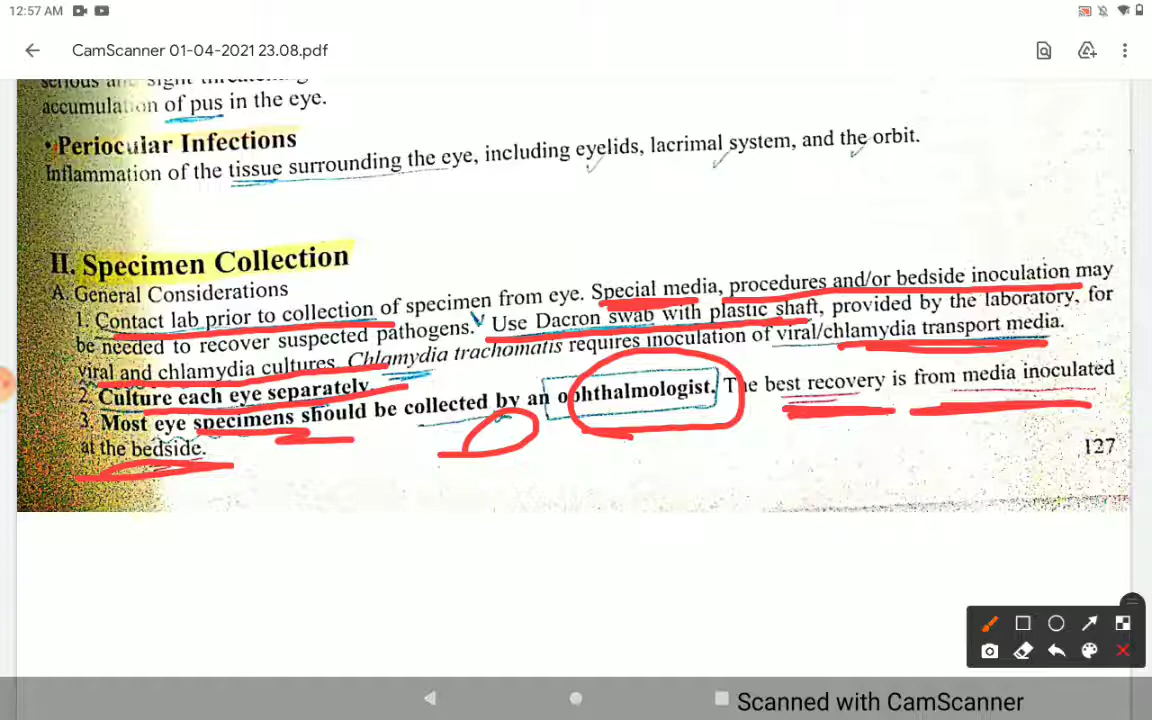 12:57 AM
CamScanner 01-04-2021 23.08.pdf
serious and sight threatening
accumulation of pus in the eye.
• Periocular Infections
Inflammation of the tissue surrounding the eye, including eyelids, lacrimal system, and the orbit.
II. Specimen Collection
A. General Considerations
1. Contact lab prior to collection of specimen from eye. Special media, procedures and/or bedside inoculation may
be needed to recover suspected pathogens. Use Dacron swab with plastic shaft, provided by the laboratory, for
viral and chlamydia cultures. Chlamydia trachomatis requires inoculation of viral/chlamydia transport media.
2. Culture each eye separately.
3. Most eye specimens should be collected by an ophthalmologist. The best recovery is from media inoculated
at the bedside.
127
Scanned with CamScanner